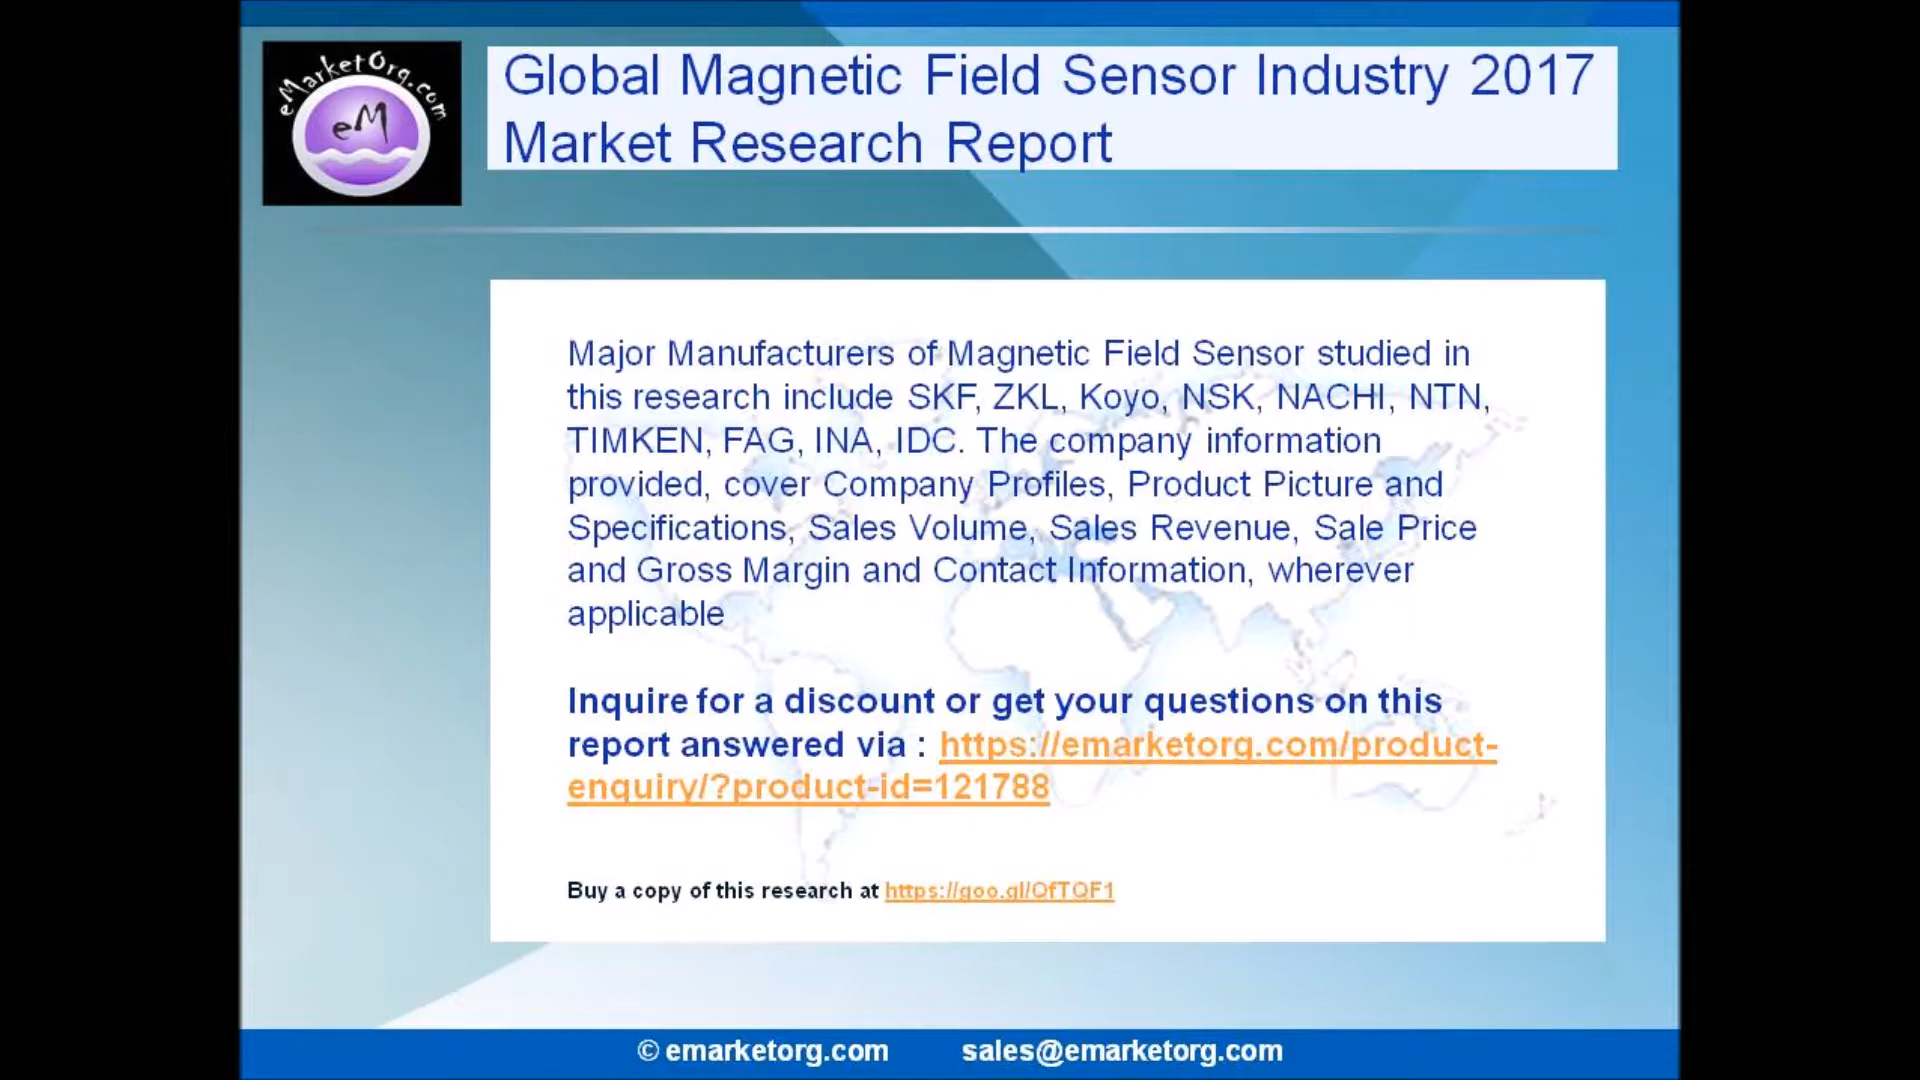 eMarketOrg.com
eM
Global Magnetic Field Sensor Industry 2017
Market Research Report
Major Manufacturers of Magnetic Field Sensor studied in
this research include SKF, ZKL, Koyo, NSK, NACHI, NTN,
TIMKEN, FAG, INA, IDC. The company information
provided, cover Company Profiles, Product Picture and
Specifications, Sales Volume, Sales Revenue, Sale Price
and Gross Margin and Contact Information, wherever
applicable
Inquire for a discount or get your questions on this
report answered via : https://emarketorg.com/product-
enquiry/?product-id=121788
Buy a copy of this research at https://goo.gl/QfTQF1
© emarketorg.com sales@emarketorg.com